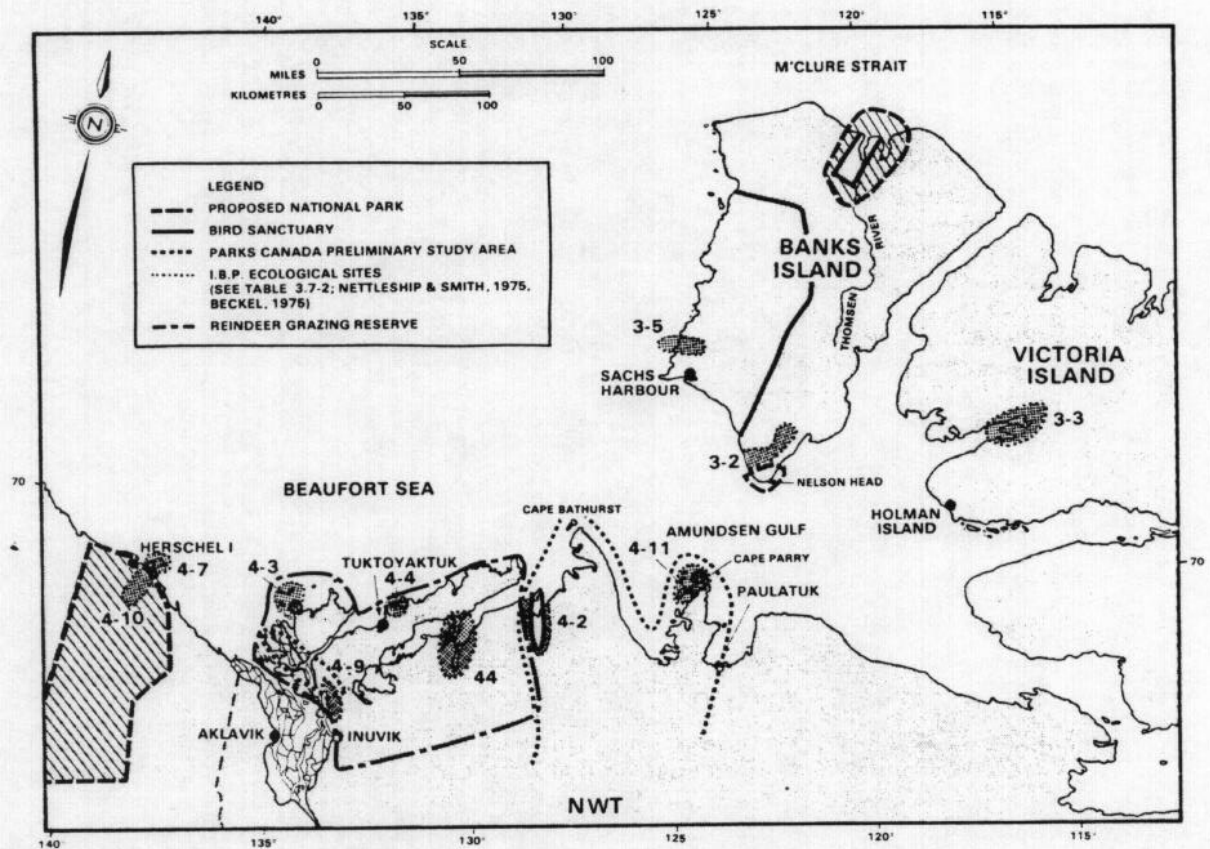 140° 135° 130° 125° 120° 115°
SCALE
MILES 0 50 100
KILOMETRES 0 50 100
N
M'CLURE STRAIT
LEGEND
PROPOSED NATIONAL PARK
BIRD SANCTUARY
PARKS CANADA PRELIMINARY STUDY AREA
I.B.P. ECOLOGICAL SITES
(SEE TABLE 3.7-2; NETTLESHIP & SMITH, 1975,
BECKEL, 1975)
REINDEER GRAZING RESERVE
BANKS
ISLAND
THOMSEN RIVER
3-5
SACHS
HARBOUR
VICTORIA
ISLAND
3-3
3-2
NELSON HEAD
70
BEAUFORT SEA
HOLMAN
ISLAND
CAPE BATHURST
AMUNDSEN GULF
HERSCHEL I
4-7
4-3
TUKTOYAKTUK
4-4
4-11
CAPE PARRY
70
PAULATUK
4-10
4-2
4-9
44
AKLAVIK
INUVIK
NWT
140° 135° 130° 125° 120° 115°